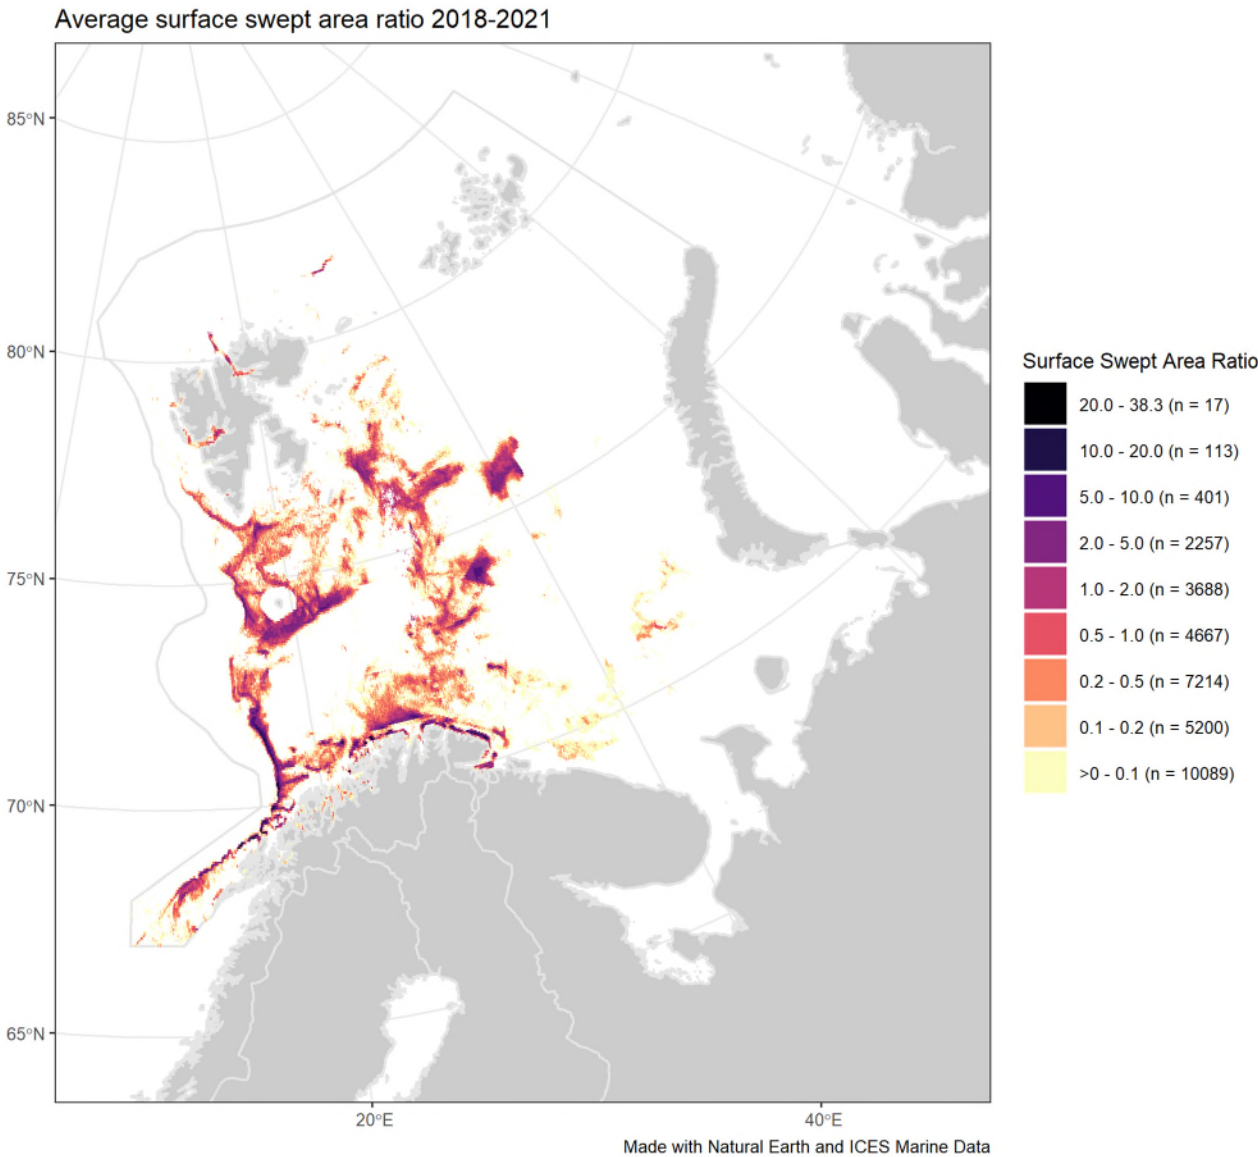 Average surface swept area ratio 2018-2021
85°N
80°N
75°N
70°N
65°N
20°E
40°E
Surface Swept Area Ratio
20.0 - 38.3 (n = 17)
10.0 - 20.0 (n = 113)
5.0 - 10.0 (n = 401)
2.0 - 5.0 (n = 2257)
1.0 - 2.0 (n = 3688)
0.5 - 1.0 (n = 4667)
0.2 - 0.5 (n = 7214)
0.1 - 0.2 (n = 5200)
>0 - 0.1 (n = 10089)
Made with Natural Earth and ICES Marine Data